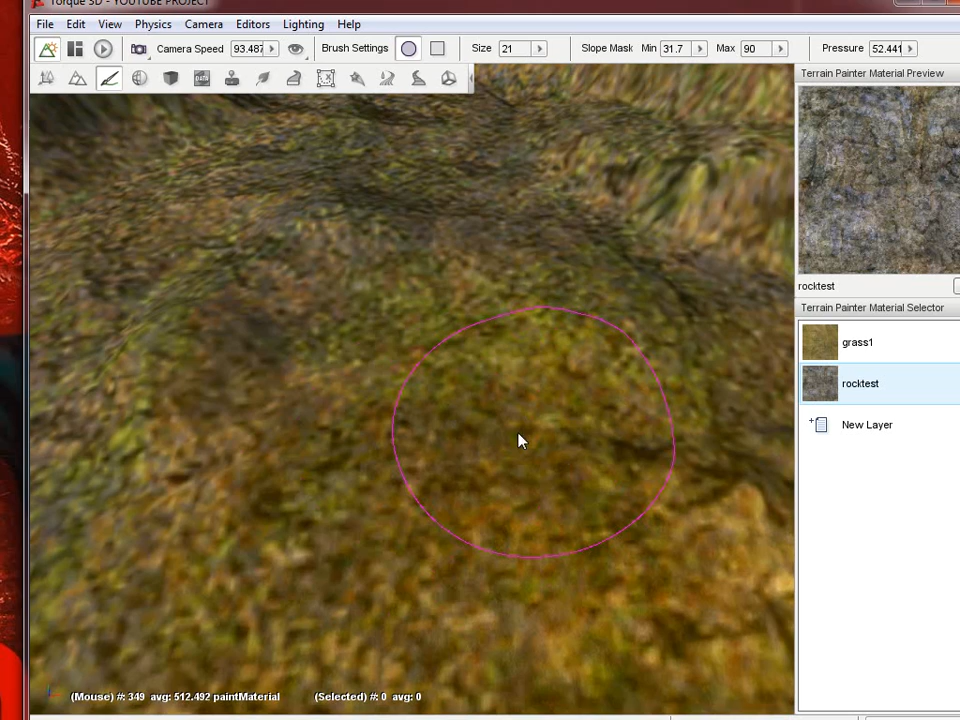 Torque 3D - YOUTUBE PROJECT
File Edit View Physics Camera Editors Lighting Help
Camera Speed 93.487 Brush Settings Size 21 Slope Mask Min 31.7 Max 90 Pressure 52.441
DATA
Terrain Painter Material Preview
rocktest
Terrain Painter Material Selector
grass1
rocktest
New Layer
(Mouse) #: 349 avg: 512.492 paintMaterial (Selected) #: 0 avg: 0